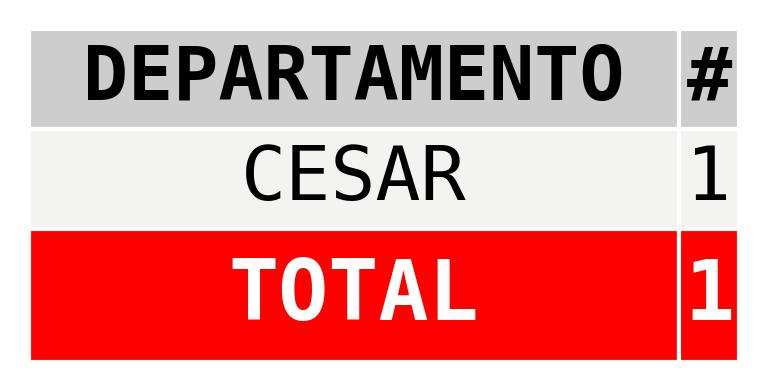 DEPARTAMENTO #
CESAR 1
TOTAL 1